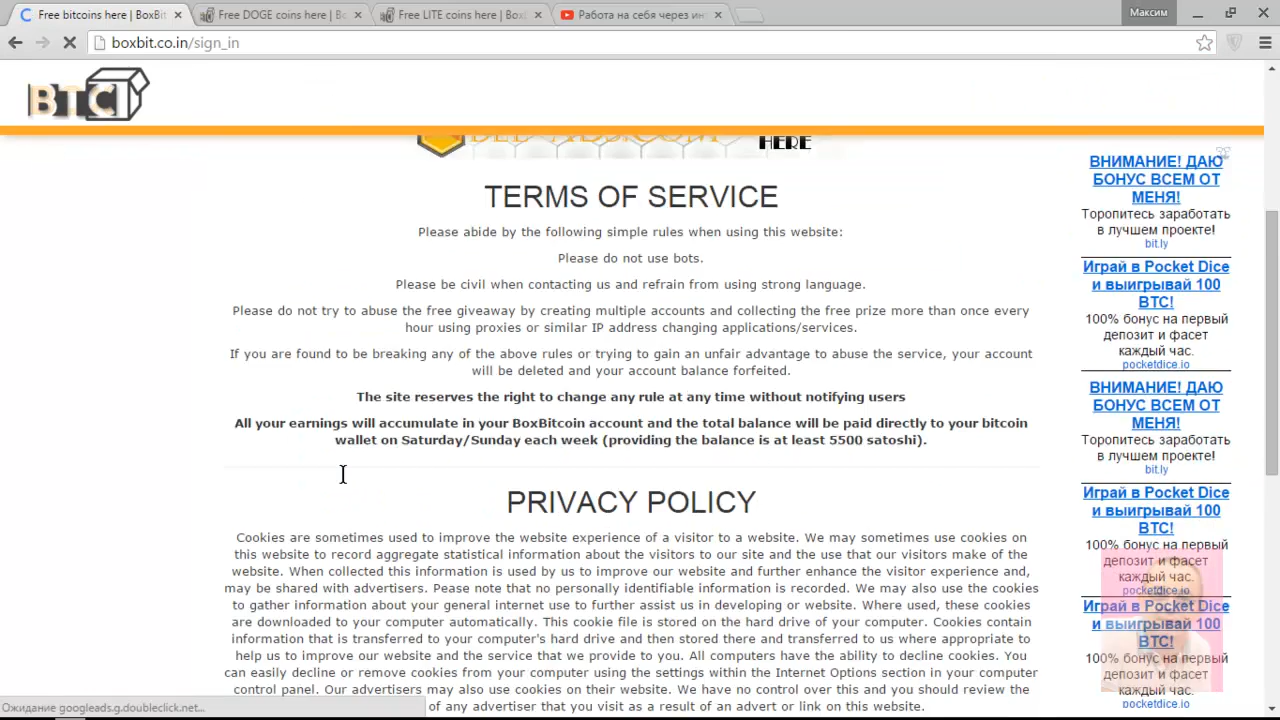 Free bitcoins here | BoxBit
Free DOGE coins here | Bo
Free LITE coins here | Box
Работа на себя через ин
Максим
boxbit.co.in/sign_in
BTC
HERE
TERMS OF SERVICE
Please abide by the following simple rules when using this website:
Please do not use bots.
Please be civil when contacting us and refrain from using strong language.
Please do not try to abuse the free giveaway by creating multiple accounts and collecting the free prize more than once every
hour using proxies or similar IP address changing applications/services.
If you are found to be breaking any of the above rules or trying to gain an unfair advantage to abuse the service, your account
will be deleted and your account balance forfeited.
The site reserves the right to change any rule at any time without notifying users
All your earnings will accumulate in your BoxBitcoin account and the total balance will be paid directly to your bitcoin
wallet on Saturday/Sunday each week (providing the balance is at least 5500 satoshi).
PRIVACY POLICY
Cookies are sometimes used to improve the website experience of a visitor to a website. We may sometimes use cookies on
this website to record aggregate statistical information about the visitors to our site and the use that our visitors make of the
website. When collected this information is used by us to improve our website and further enhance the visitor experience and,
may be shared with advertisers. Pease note that no personally identifiable information is recorded. We may also use the cookies
to gather information about your general internet use to further assist us in developing or website. Where used, these cookies
are downloaded to your computer automatically. This cookie file is stored on the hard drive of your computer. Cookies contain
information that is transferred to your computer's hard drive and then stored there and transferred to us where appropriate to
help us to improve our website and the service that we provide to you. All computers have the ability to decline cookies. You
can easily decline or remove cookies from your computer using the settings within the Internet Options section in your computer
control panel. Our advertisers may also use cookies on their website. We have no control over this and you should review the
of any advertiser that you visit as a result of an advert or link on this website.
ВНИМАНИЕ! ДАЮ
БОНУС ВСЕМ ОТ
МЕНЯ!
Торопитесь заработать
в лучшем проекте!
bit.ly
Играй в Pocket Dice
и выигрывай 100
BTC!
100% бонус на первый
депозит и фасет
каждый час.
pocketdice.io
ВНИМАНИЕ! ДАЮ
БОНУС ВСЕМ ОТ
МЕНЯ!
Торопитесь заработать
в лучшем проекте!
bit.ly
Играй в Pocket Dice
и выигрывай 100
BTC!
100% бонус на первый
депозит и фасет
каждый час.
pocketdice.io
Играй в Pocket Dice
и выигрывай 100
BTC!
100% бонус на первый
депозит и фасет
каждый час.
pocketdice.io
Ожидание googleads.g.doubleclick.net...